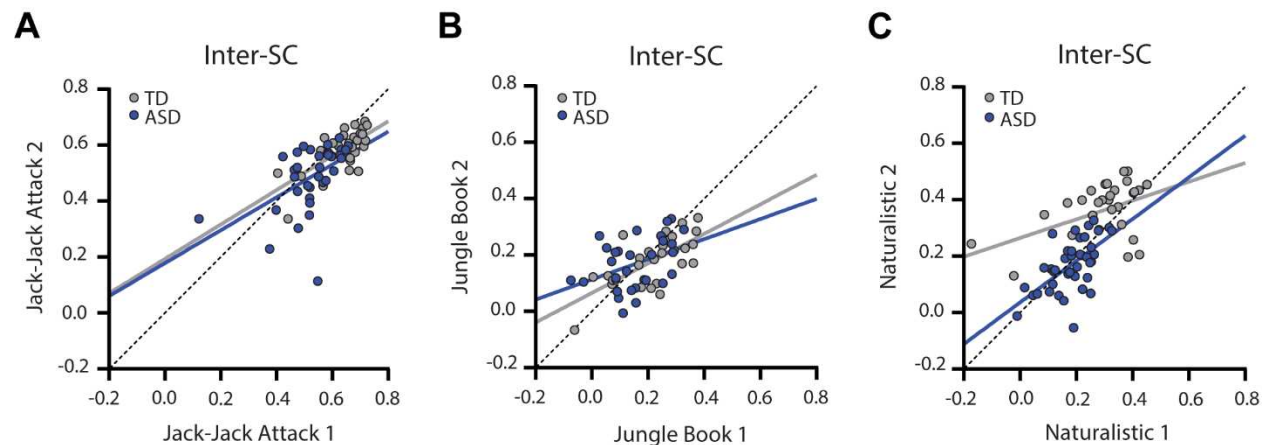 A
Inter-SC
TD
ASD
Jack-Jack Attack 2
0.8
0.6
0.4
0.2
0.0
-0.2
-0.2 0.0 0.2 0.4 0.6 0.8
Jack-Jack Attack 1
B
Inter-SC
TD
ASD
Jungle Book 2
0.8
0.6
0.4
0.2
0.0
-0.2
-0.2 0.0 0.2 0.4 0.6 0.8
Jungle Book 1
C
Inter-SC
TD
ASD
Naturalistic 2
0.8
0.6
0.4
0.2
0.0
-0.2
-0.2 0.0 0.2 0.4 0.6 0.8
Naturalistic 1